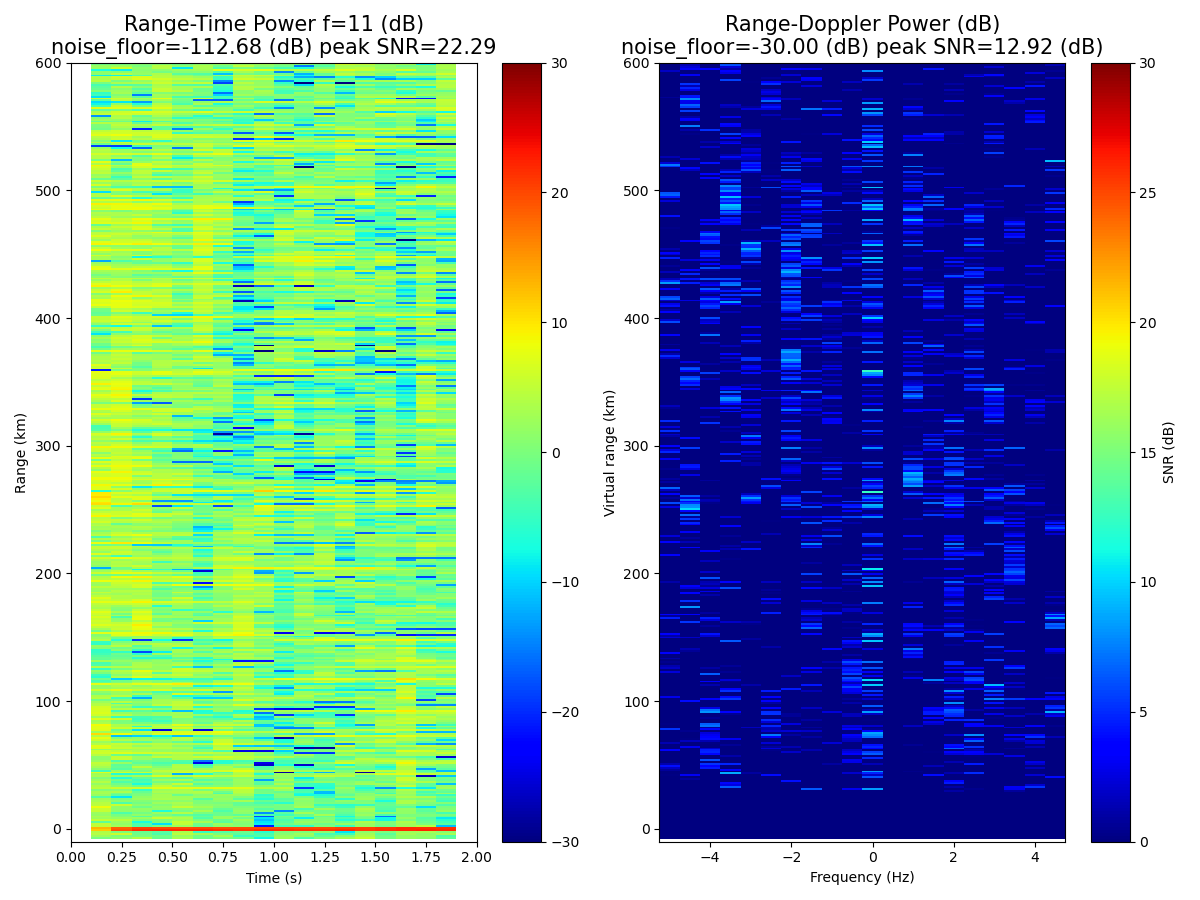 Range-Time Power f=11 (dB)
noise_floor=-112.68 (dB) peak SNR=22.29
Range (km)
600
500
400
300
200
100
0
0.00 0.25 0.50 0.75 1.00 1.25 1.50 1.75 2.00
Time (s)
30
20
10
0
−10
−20
−30
Range-Doppler Power (dB)
noise_floor=-30.00 (dB) peak SNR=12.92 (dB)
Virtual range (km)
600
500
400
300
200
100
0
−4 −2 0 2 4
Frequency (Hz)
30
25
20
15
10
5
0
SNR (dB)